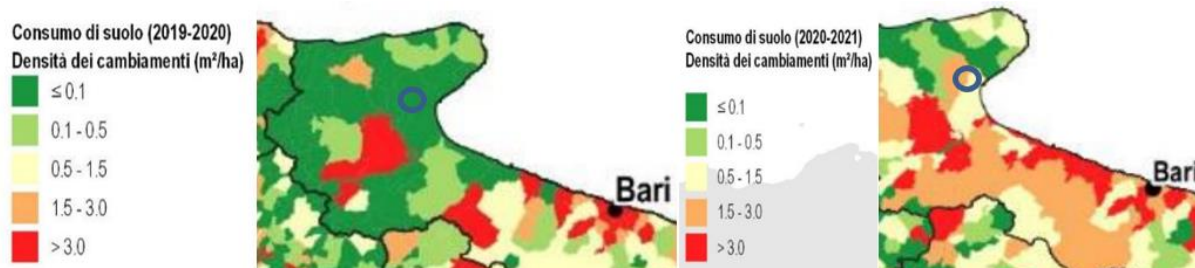 Consumo di suolo (2019-2020)
Densità dei cambiamenti (m²/ha)
≤ 0.1
0.1 - 0.5
0.5 - 1.5
1.5 - 3.0
> 3.0
Bari
Consumo di suolo (2020-2021)
Densità dei cambiamenti (m²/ha)
≤ 0.1
0.1 - 0.5
0.5 - 1.5
1.5 - 3.0
> 3.0
Bari